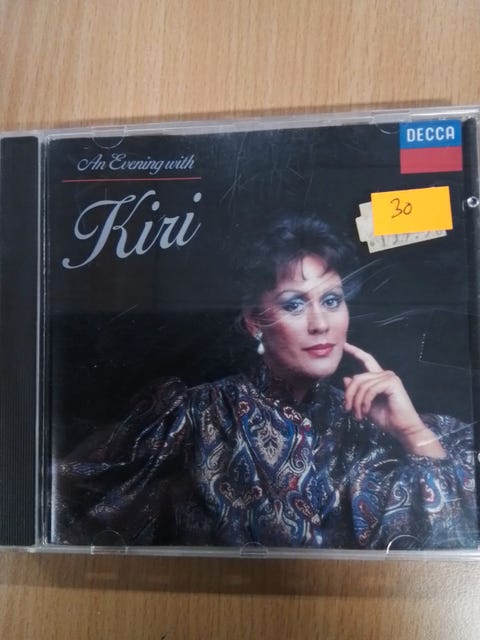 An Evening with
Kiri
DECCA
30